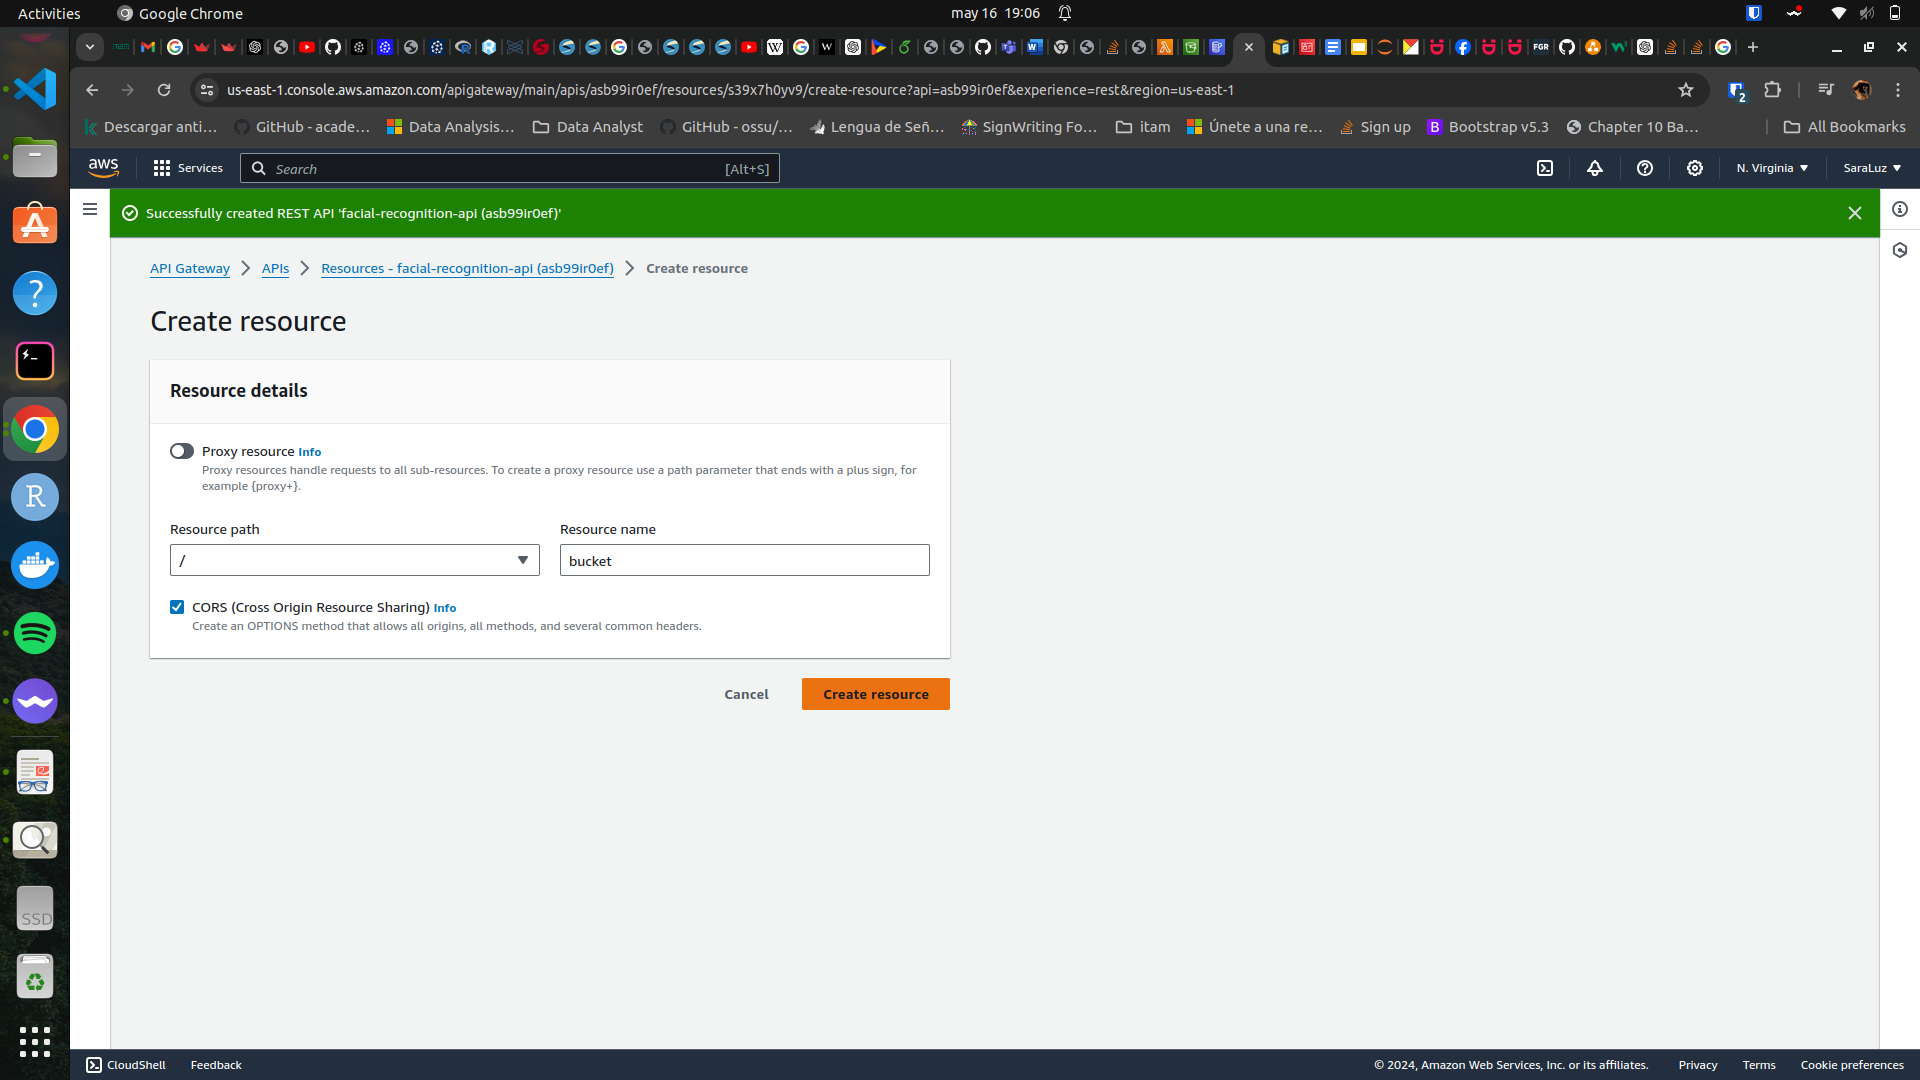 Activities
Google Chrome
may 16 19:06
us-east-1.console.aws.amazon.com/apigateway/main/apis/asb99ir0ef/resources/s39x7h0yv9/create-resource?api=asb99ir0ef&experience=rest&region=us-east-1
2
Descargar anti...
GitHub - acade...
Data Analysis...
Data Analyst
GitHub - ossu/...
Lengua de Señ...
SignWriting Fo...
itam
Únete a una re...
Sign up
B
Bootstrap v5.3
Chapter 10 Ba...
All Bookmarks
aws
Services
Search
[Alt+S]
N. Virginia
SaraLuz
Successfully created REST API 'facial-recognition-api (asb99ir0ef)'
API Gateway
APIs
Resources - facial-recognition-api (asb99ir0ef)
Create resource
Create resource
Resource details
Proxy resource Info
Proxy resources handle requests to all sub-resources. To create a proxy resource use a path parameter that ends with a plus sign, for
example {proxy+}.
Resource path
Resource name
/
bucket
CORS (Cross Origin Resource Sharing) Info
Create an OPTIONS method that allows all origins, all methods, and several common headers.
Cancel
Create resource
R
SSD
CloudShell
Feedback
© 2024, Amazon Web Services, Inc. or its affiliates.
Privacy
Terms
Cookie preferences